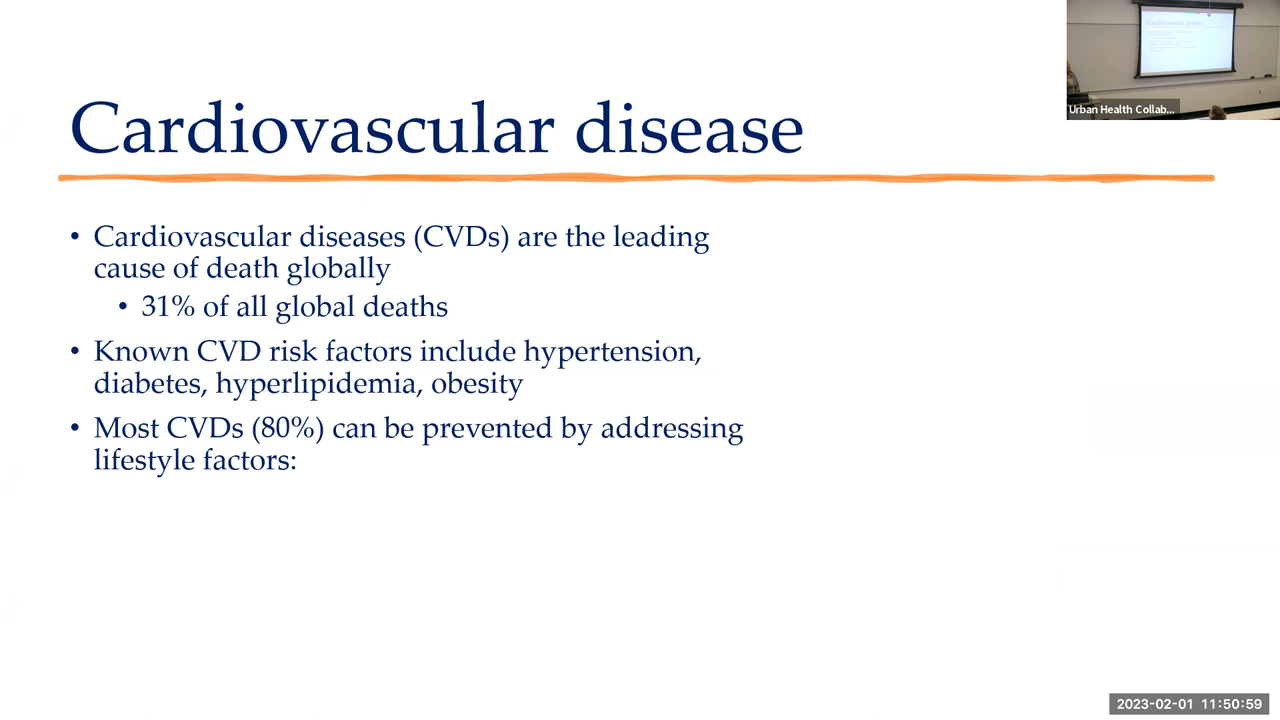 Cardiovascular disease
Urban Health Collab...
• Cardiovascular diseases (CVDs) are the leading
cause of death globally
• 31% of all global deaths
• Known CVD risk factors include hypertension,
diabetes, hyperlipidemia, obesity
• Most CVDs (80%) can be prevented by addressing
lifestyle factors:
2023-02-01 11:50:59